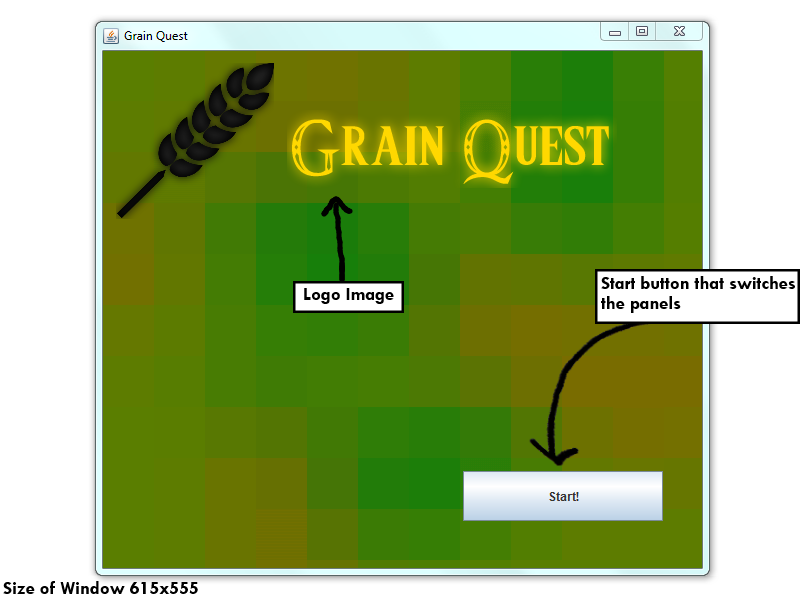 Grain Quest
Grain Quest
Logo Image
Start button that switches
the panels
Start!
Size of Window 615x555